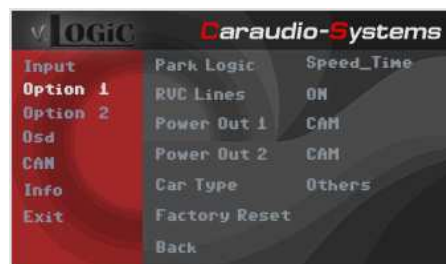 v.LOGiC Caraudio-Systems
Input
Option 1
Option 2
Osd
CAN
Info
Exit
Park Logic Speed_Time
RVC Lines ON
Power Out 1 CAM
Power Out 2 CAM
Car Type Others
Factory Reset
Back